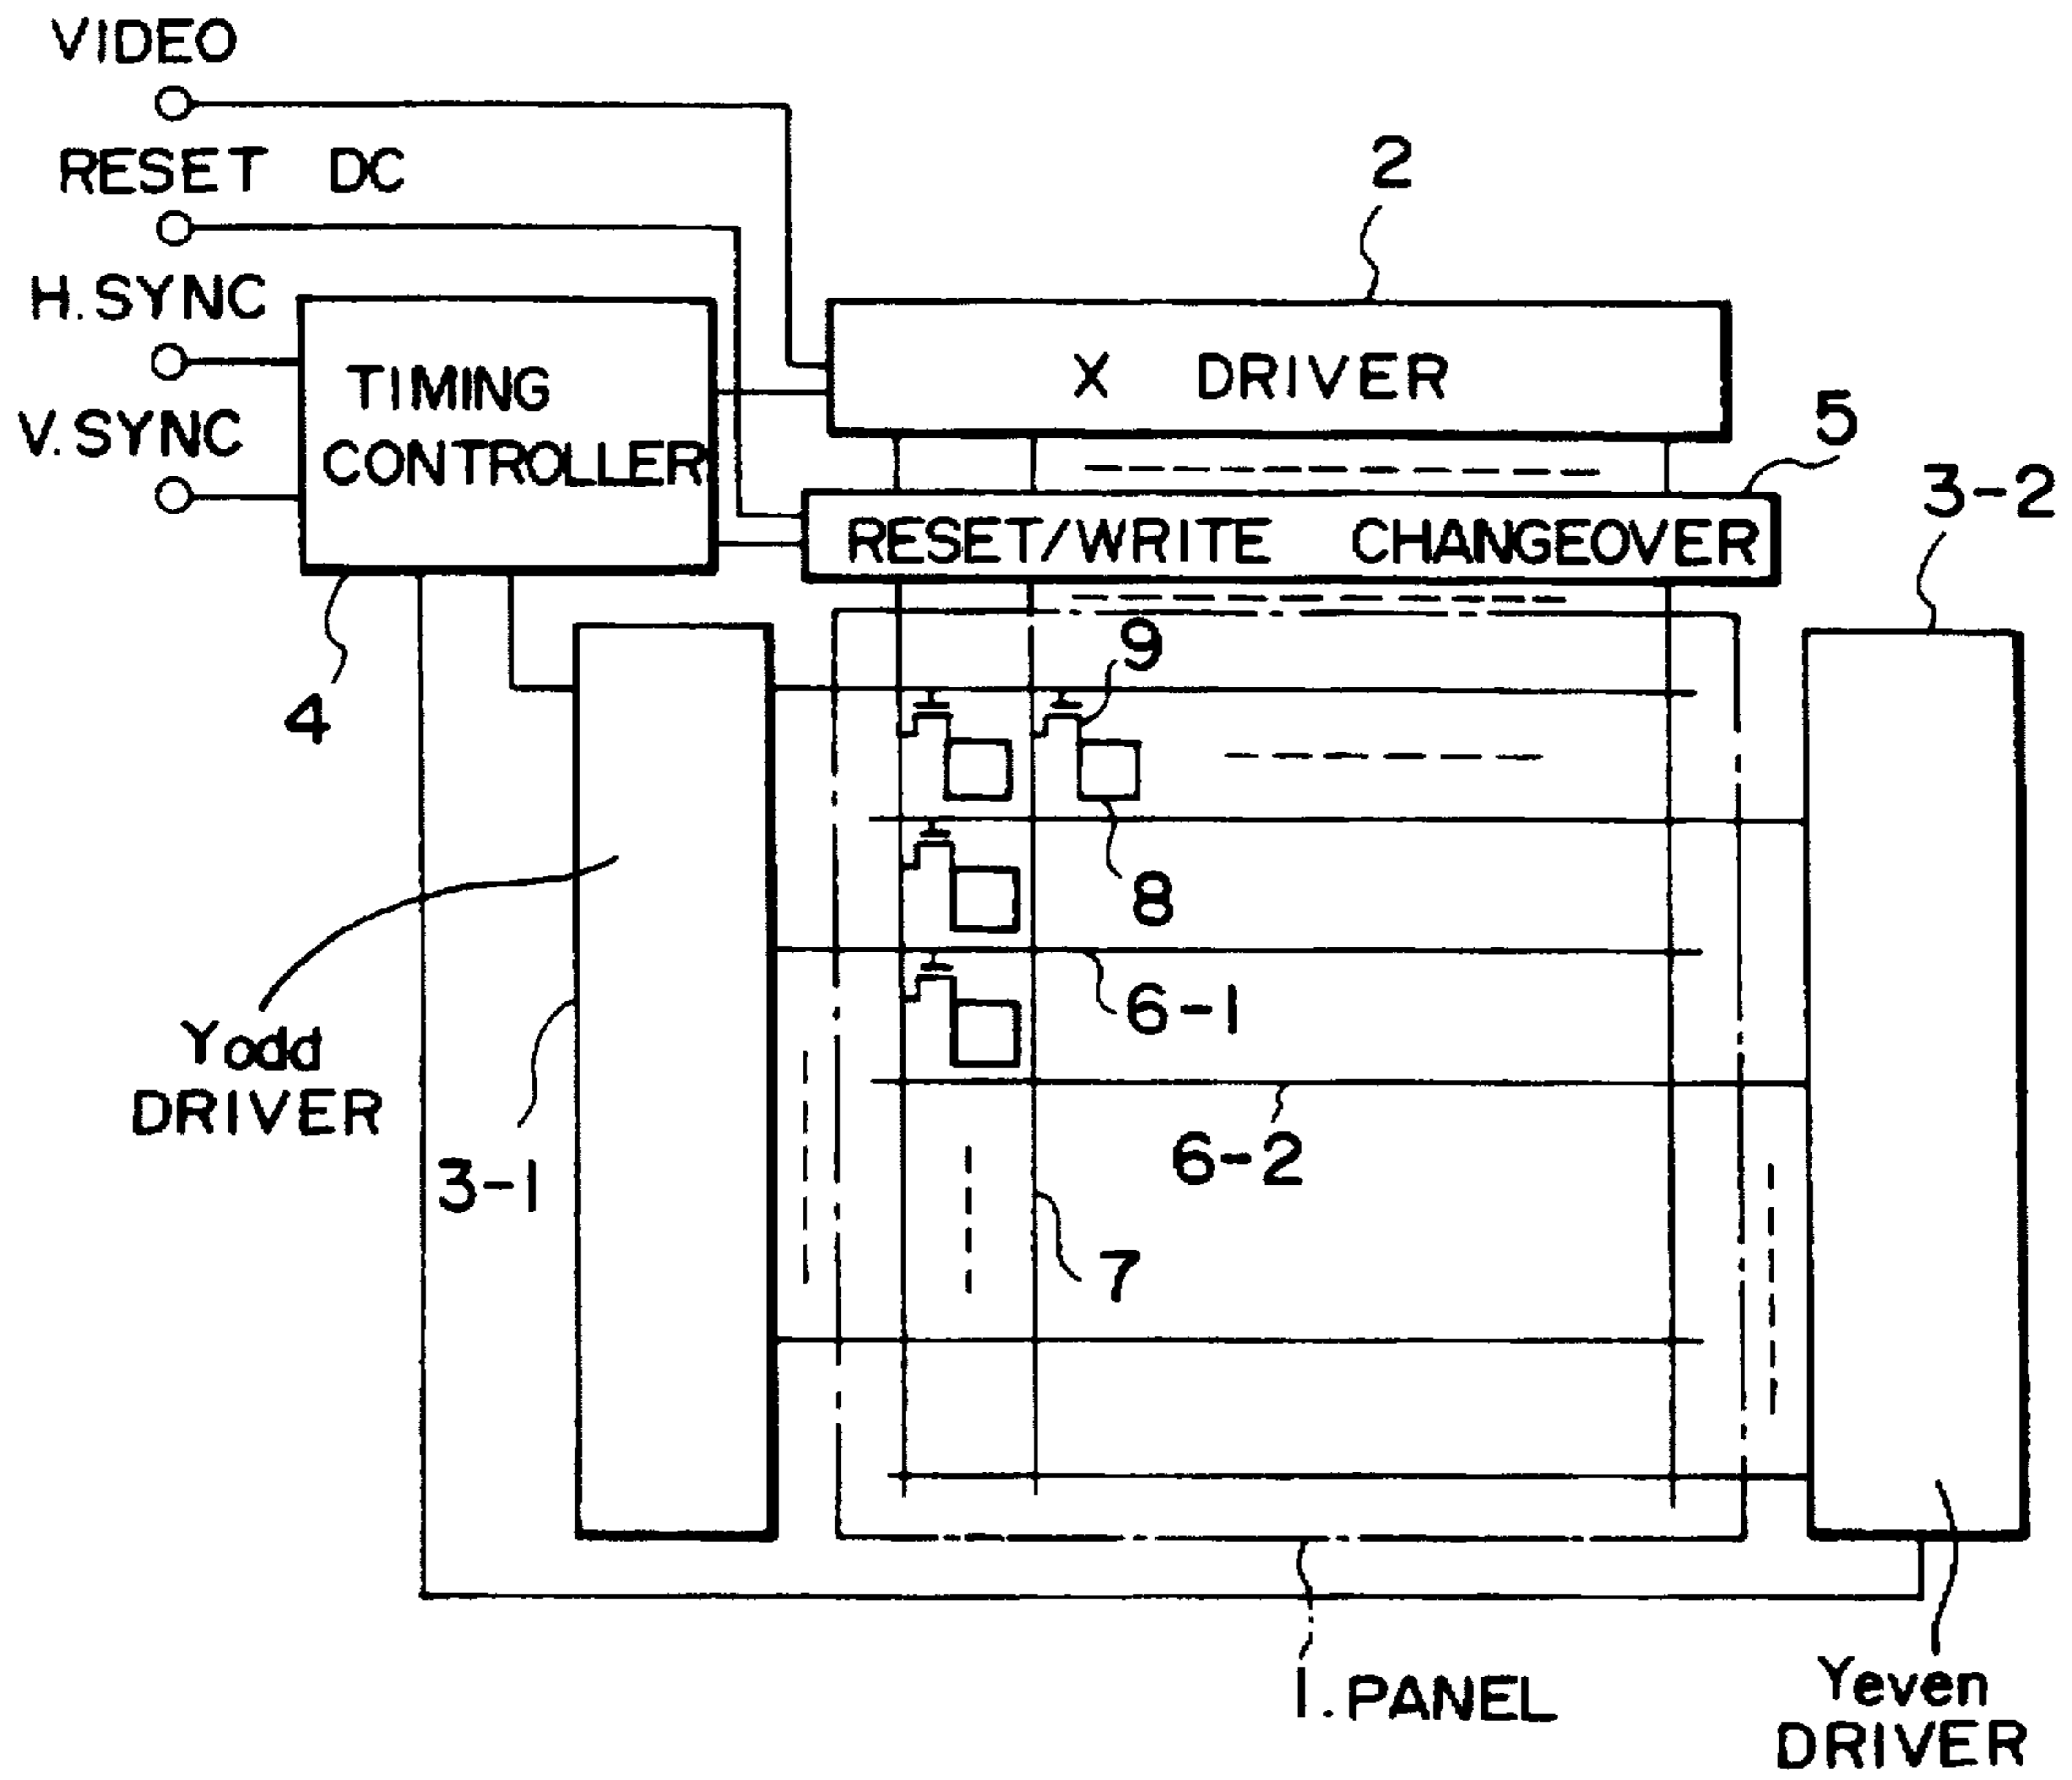 VIDEO
RESET DC
H.SYNC
V.SYNC
TIMING
CONTROLLER
2
X DRIVER
5
3-2
RESET/WRITE CHANGEOVER
4
9
8
6-1
Yodd
DRIVER
3-1
6-2
7
1.PANEL
Yeven
DRIVER